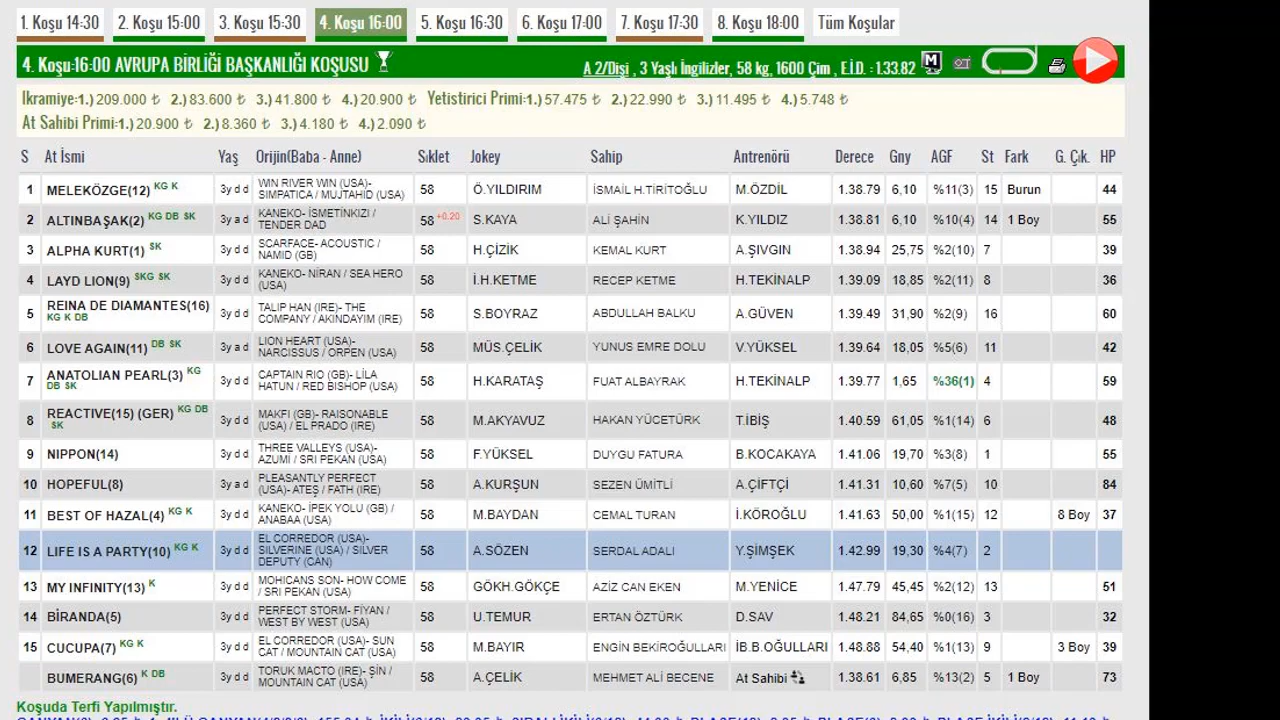 1. Koşu 14:30 2. Koşu 15:00 3. Koşu 15:30 4. Koşu 16:00 5. Koşu 16:30 6. Koşu 17:00 7. Koşu 17:30 8. Koşu 18:00 Tüm Koşular
4. Koşu:16:00 AVRUPA BİRLİĞİ BAŞKANLIĞI KOŞUSU A 2/Dişi , 3 Yaşlı İngilizler, 58 kg, 1600 Çim , E.İ.D. : 1.33.82 M
İkramiye:1.) 209.000 ₺ 2.) 83.600 ₺ 3.) 41.800 ₺ 4.) 20.900 ₺ Yetistirici Primi:1.) 57.475 ₺ 2.) 22.990 ₺ 3.) 11.495 ₺ 4.) 5.748 ₺
At Sahibi Primi:1.) 20.900 ₺ 2.) 8.360 ₺ 3.) 4.180 ₺ 4.) 2.090 ₺
S At İsmi Yaş Orijin(Baba - Anne) Sıklet Jokey Sahip Antrenörü Derece Gny AGF St Fark G. Çık. HP
1 MELEKÖZGE(12) KG K 3y d d WIN RIVER WIN (USA)- SIMPATICA / MUJTAHID (USA) 58 Ö.YILDIRIM İSMAİL H.TİRİTOĞLU M.ÖZDİL 1.38.79 6,10 %11(3) 15 Burun 44
2 ALTINBAŞAK(2) KG DB SK 3y a d KANEKO- İSMETİNKIZI / TENDER DAD 58 +0.20 S.KAYA ALİ ŞAHİN K.YILDIZ 1.38.81 6,10 %10(4) 14 1 Boy 55
3 ALPHA KURT(1) SK 3y d d SCARFACE- ACOUSTIC / NAMID (GB) 58 H.ÇİZİK KEMAL KURT A.ŞIVGIN 1.38.94 25,75 %2(10) 7 39
4 LAYD LION(9) SKG SK 3y d d KANEKO- NİRAN / SEA HERO (USA) 58 İ.H.KETME RECEP KETME H.TEKİNALP 1.39.09 18,85 %2(11) 8 36
5 REINA DE DIAMANTES(16) KG K DB 3y d d TALIP HAN (IRE)- THE COMPANY / AKINDAYIM (IRE) 58 S.BOYRAZ ABDULLAH BALKU A.GÜVEN 1.39.49 31,90 %2(9) 16 60
6 LOVE AGAIN(11) DB SK 3y a d LION HEART (USA)- NARCISSUS / ORPEN (USA) 58 MÜS.ÇELİK YUNUS EMRE DOLU V.YÜKSEL 1.39.64 18,05 %5(6) 11 42
7 ANATOLIAN PEARL(3) KG DB SK 3y d d CAPTAIN RIO (GB)- LİLA HATUN / RED BISHOP (USA) 58 H.KARATAŞ FUAT ALBAYRAK H.TEKİNALP 1.39.77 1,65 %36(1) 4 59
8 REACTIVE(15) (GER) KG DB SK 3y d d MAKFI (GB)- RAISONABLE (USA) / EL PRADO (IRE) 58 M.AKYAVUZ HAKAN YÜCETÜRK T.İBİŞ 1.40.59 61,05 %1(14) 6 48
9 NIPPON(14) 3y d d THREE VALLEYS (USA)- AZUMİ / SRI PEKAN (USA) 58 F.YÜKSEL DUYGU FATURA B.KOCAKAYA 1.41.06 19,70 %3(8) 1 55
10 HOPEFUL(8) 3y a d PLEASANTLY PERFECT (USA)- ATEŞ / FATH (IRE) 58 A.KURŞUN SEZEN ÜMİTLİ A.ÇİFTÇİ 1.41.31 10,60 %7(5) 10 84
11 BEST OF HAZAL(4) KG K 3y d d KANEKO- İPEK YOLU (GB) / ANABAA (USA) 58 M.BAYDAN CEMAL TURAN İ.KÖROĞLU 1.41.63 50,00 %1(15) 12 8 Boy 37
12 LIFE IS A PARTY(10) KG K 3y d d EL CORREDOR (USA)- SILVERINE (USA) / SILVER DEPUTY (CAN) 58 A.SÖZEN SERDAL ADALI Y.ŞİMŞEK 1.42.99 19,30 %4(7) 2
13 MY INFINITY(13) K 3y d d MOHICANS SON- HOW COME / SRI PEKAN (USA) 58 GÖKH.GÖKÇE AZİZ CAN EKEN M.YENİCE 1.47.79 45,45 %2(12) 13 51
14 BİRANDA(5) 3y d d PERFECT STORM- FİYAN / WEST BY WEST (USA) 58 U.TEMUR ERTAN ÖZTÜRK D.SAV 1.48.21 84,65 %0(16) 3 32
15 CUCUPA(7) KG K 3y d d EL CORREDOR (USA)- SUN CAT / MOUNTAIN CAT (USA) 58 M.BAYIR ENGİN BEKİROĞULLARI İB.B.OĞULLARI 1.48.88 54,40 %1(13) 9 3 Boy 39
BUMERANG(6) K DB 3y d d TORUK MACTO (IRE)- ŞİN / MOUNTAIN CAT (USA) 58 A.ÇELİK MEHMET ALİ BECENE At Sahibi 1.38.61 6,85 %13(2) 5 1 Boy 73
Koşuda Terfi Yapılmıştır.